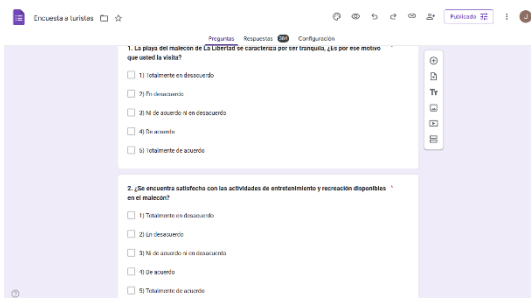 Encuesta a turistas
Publicado
J
Preguntas Respuestas 384 Configuración
1. La playa del malecón de La Libertad se caracteriza por ser tranquila, ¿Es por ese motivo
que usted la visita? *
1) Totalmente en desacuerdo
2) En desacuerdo
3) Ni de acuerdo ni en desacuerdo
4) De acuerdo
5) Totalmente de acuerdo
2. ¿Se encuentra satisfecho con las actividades de entretenimiento y recreación disponibles *
en el malecón?
1) Totalmente en desacuerdo
2) En desacuerdo
3) Ni de acuerdo ni en desacuerdo
4) De acuerdo
5) Totalmente de acuerdo